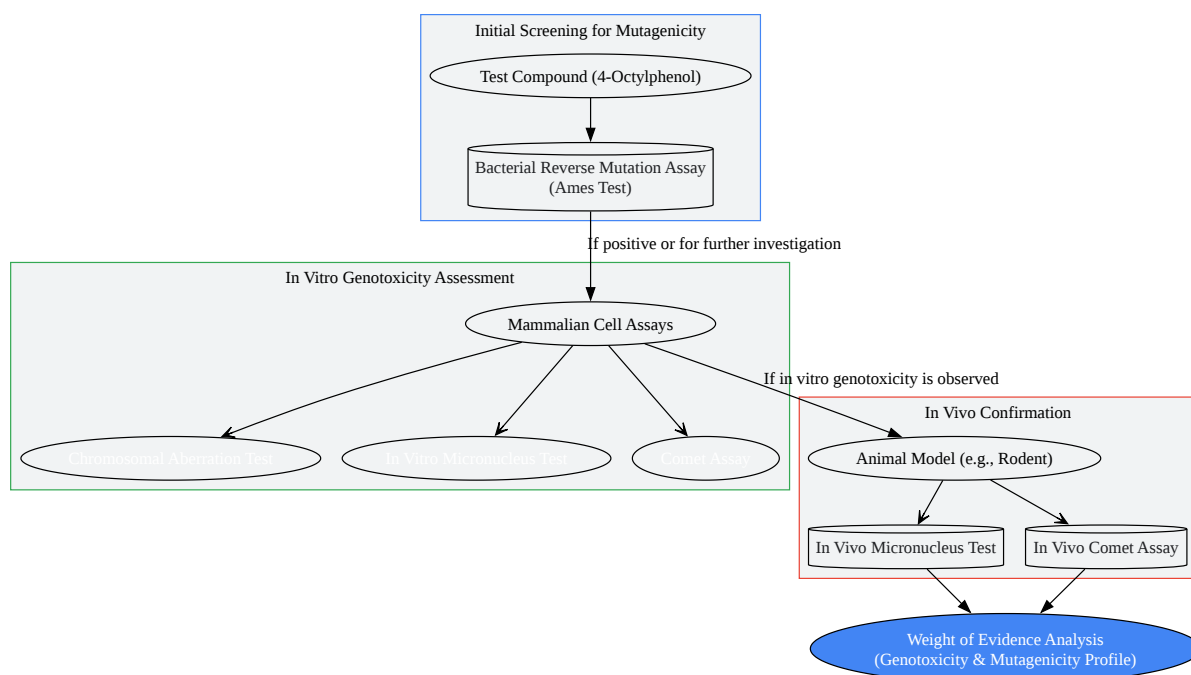 Initial Screening for Mutagenicity
Test Compound (4-Octylphenol)
Bacterial Reverse Mutation Assay
(Ames Test)
If positive or for further investigation
In Vitro Genotoxicity Assessment
Mammalian Cell Assays
If in vitro genotoxicity is observed
In Vivo Confirmation
Chromosomal Aberration Test
In Vitro Micronucleus Test
Comet Assay
Animal Model (e.g., Rodent)
In Vivo Micronucleus Test
In Vivo Comet Assay
Weight of Evidence Analysis
(Genotoxicity & Mutagenicity Profile)